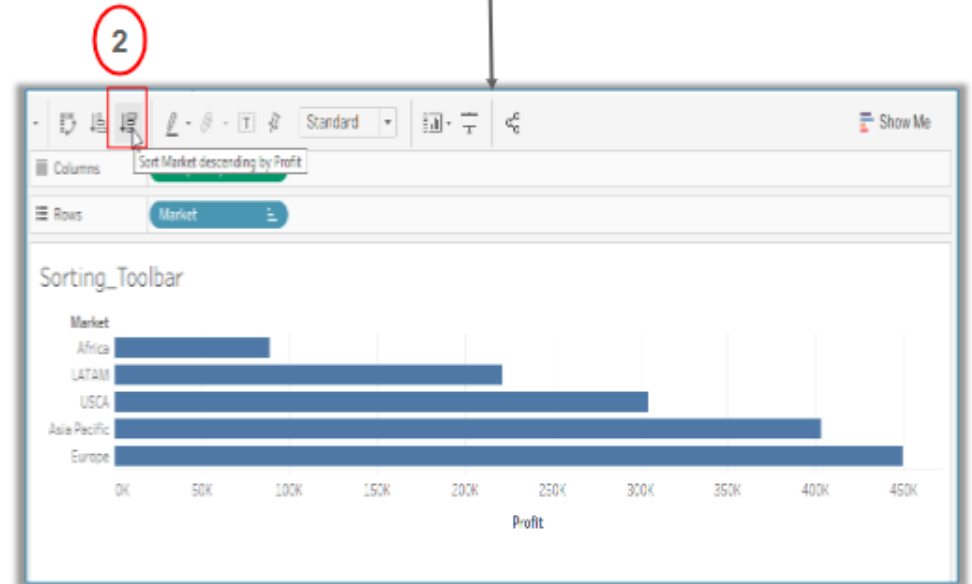 2
Standard
Show Me
Sort Market descending by Profit
Columns
Rows
Market
Sorting_Toolbar
Market
Africa
LATAM
USCA
Asia Pacific
Europe
0K 50K 100K 150K 200K 250K 300K 350K 400K 450K
Profit